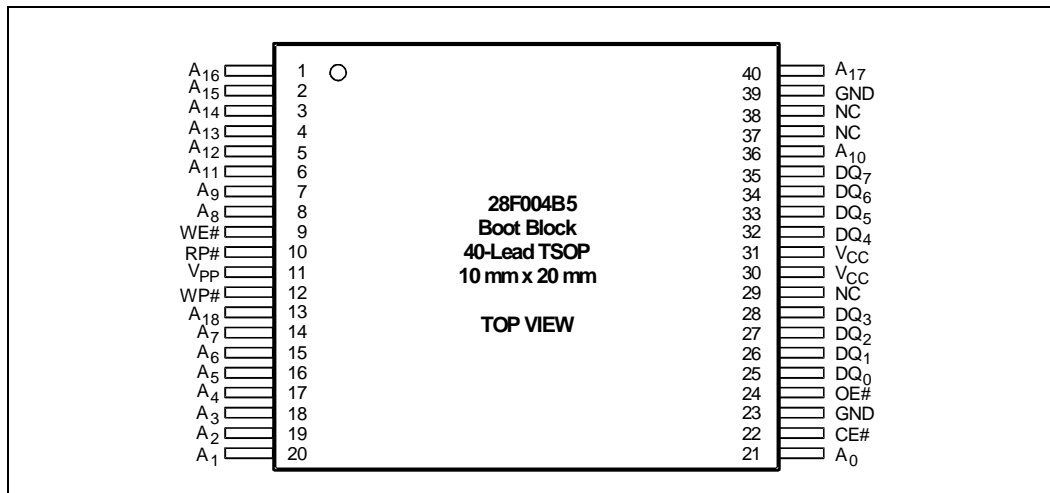 A16 1 40 A17
A15 2 39 GND
A14 3 38 NC
A13 4 37 NC
A12 5 36 A10
A11 6 35 DQ7
A9 7 34 DQ6
A8 8 28F004B5 33 DQ5
WE# 9 Boot Block 32 DQ4
RP# 10 40-Lead TSOP 31 VCC
VPP 11 10 mm x 20 mm 30 VCC
WP# 12 29 NC
A18 13 28 DQ3
A7 14 TOP VIEW 27 DQ2
A6 15 26 DQ1
A5 16 25 DQ0
A4 17 24 OE#
A3 18 23 GND
A2 19 22 CE#
A1 20 21 A0